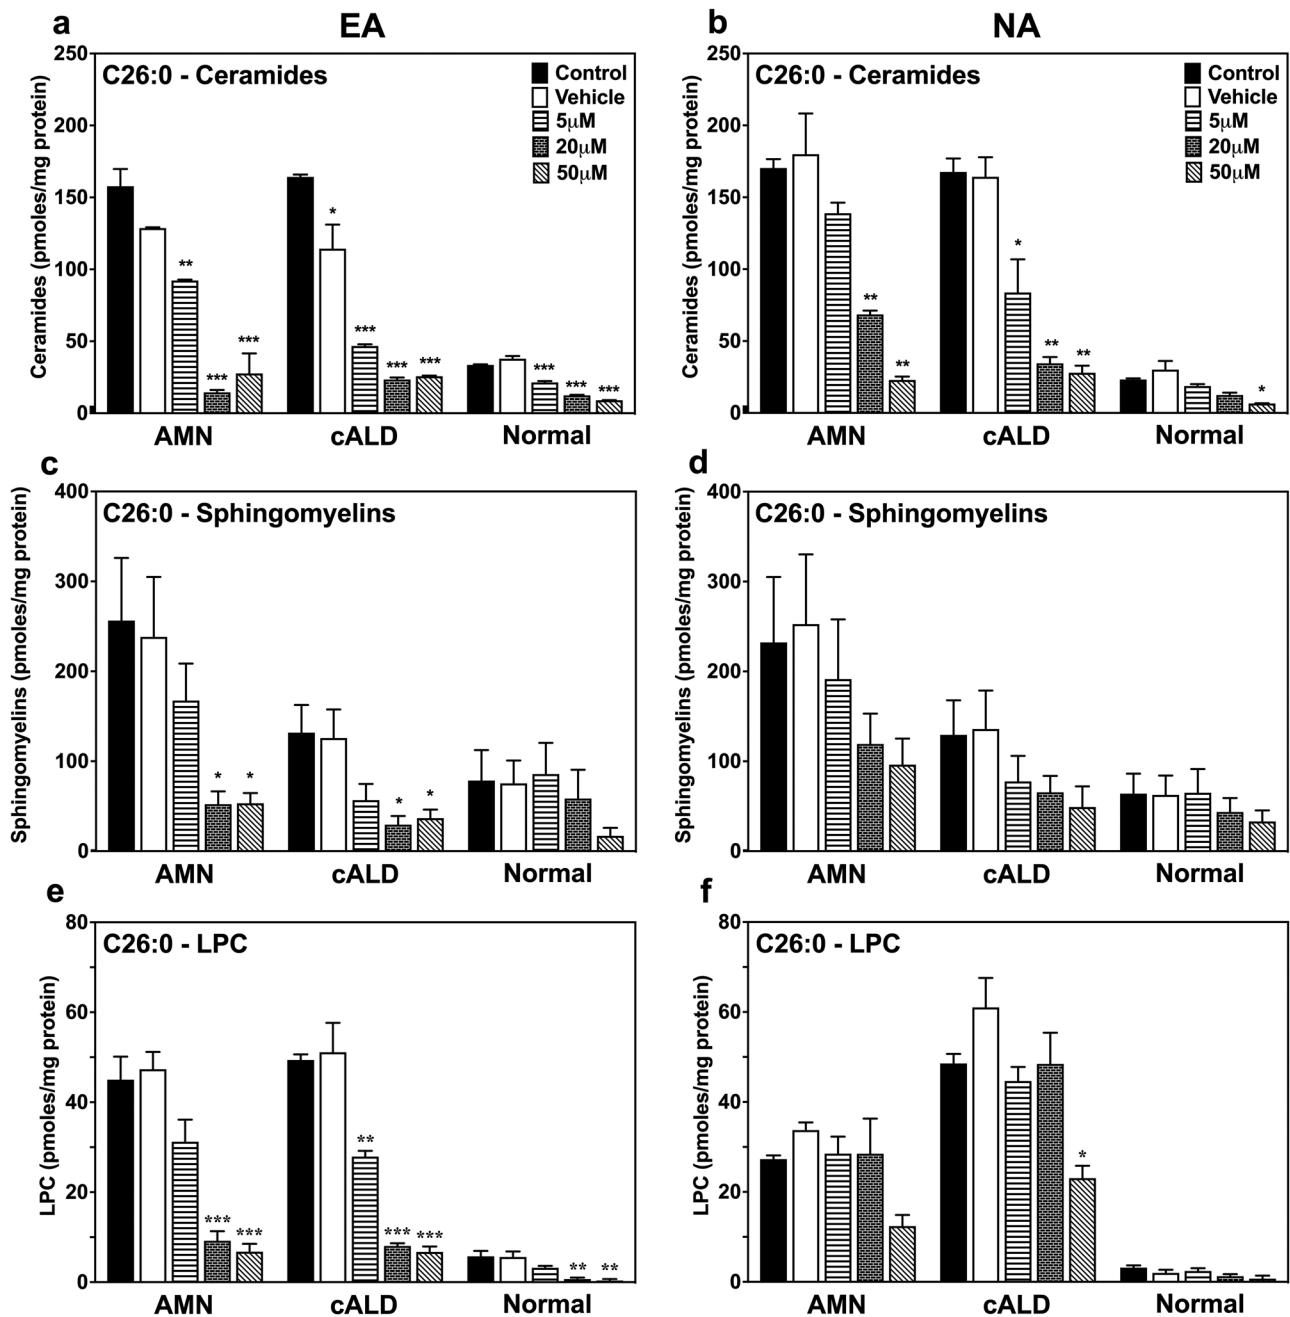 a
EA
250
200
150
100
50
0
Ceramides (pmoles/mg protein)
C26:0 - Ceramides
Control
Vehicle
5μM
20μM
50μM
**
***
***
*
***
***
***
***
***
***
AMN
cALD
Normal
b
NA
250
200
150
100
50
0
Ceramides (pmoles/mg protein)
C26:0 - Ceramides
Control
Vehicle
5μM
20μM
50μM
**
**
*
**
**
*
AMN
cALD
Normal
c
400
300
200
100
0
Sphingomyelins (pmoles/mg protein)
C26:0 - Sphingomyelins
*
*
*
*
AMN
cALD
Normal
d
400
300
200
100
0
Sphingomyelins (pmoles/mg protein)
C26:0 - Sphingomyelins
AMN
cALD
Normal
e
80
60
40
20
0
LPC (pmoles/mg protein)
C26:0 - LPC
***
***
**
***
***
**
**
AMN
cALD
Normal
f
80
60
40
20
0
LPC (pmoles/mg protein)
C26:0 - LPC
*
AMN
cALD
Normal